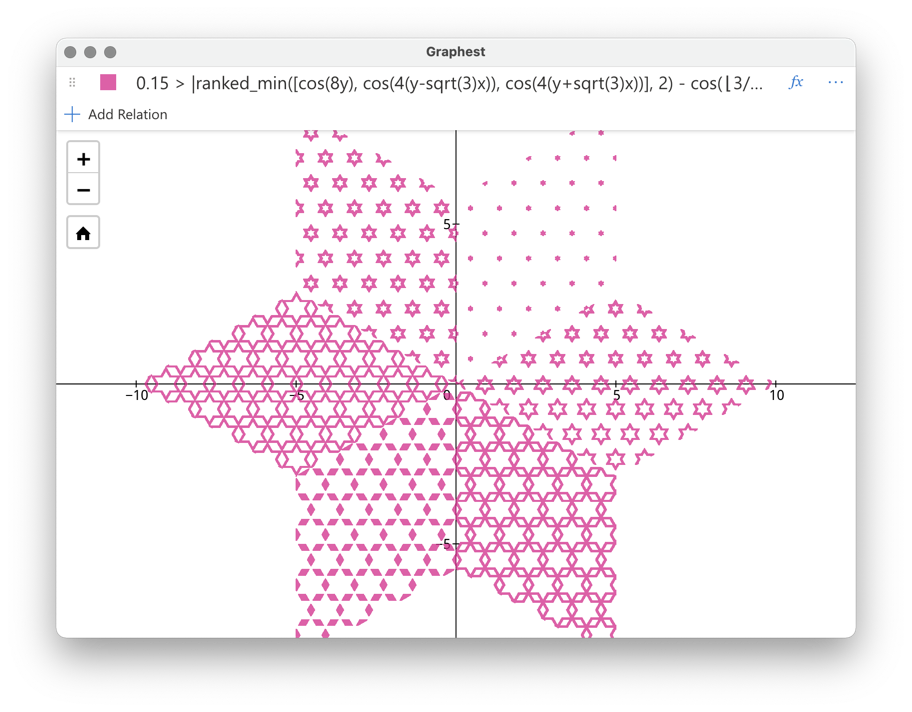 Graphest
0.15 > |ranked_min([cos(8y), cos(4(y-sqrt(3)x)), cos(4(y+sqrt(3)x))], 2) - cos(⌊3/...
fx
...
Add Relation
+
−
5
−10
−5
0
5
10
−5